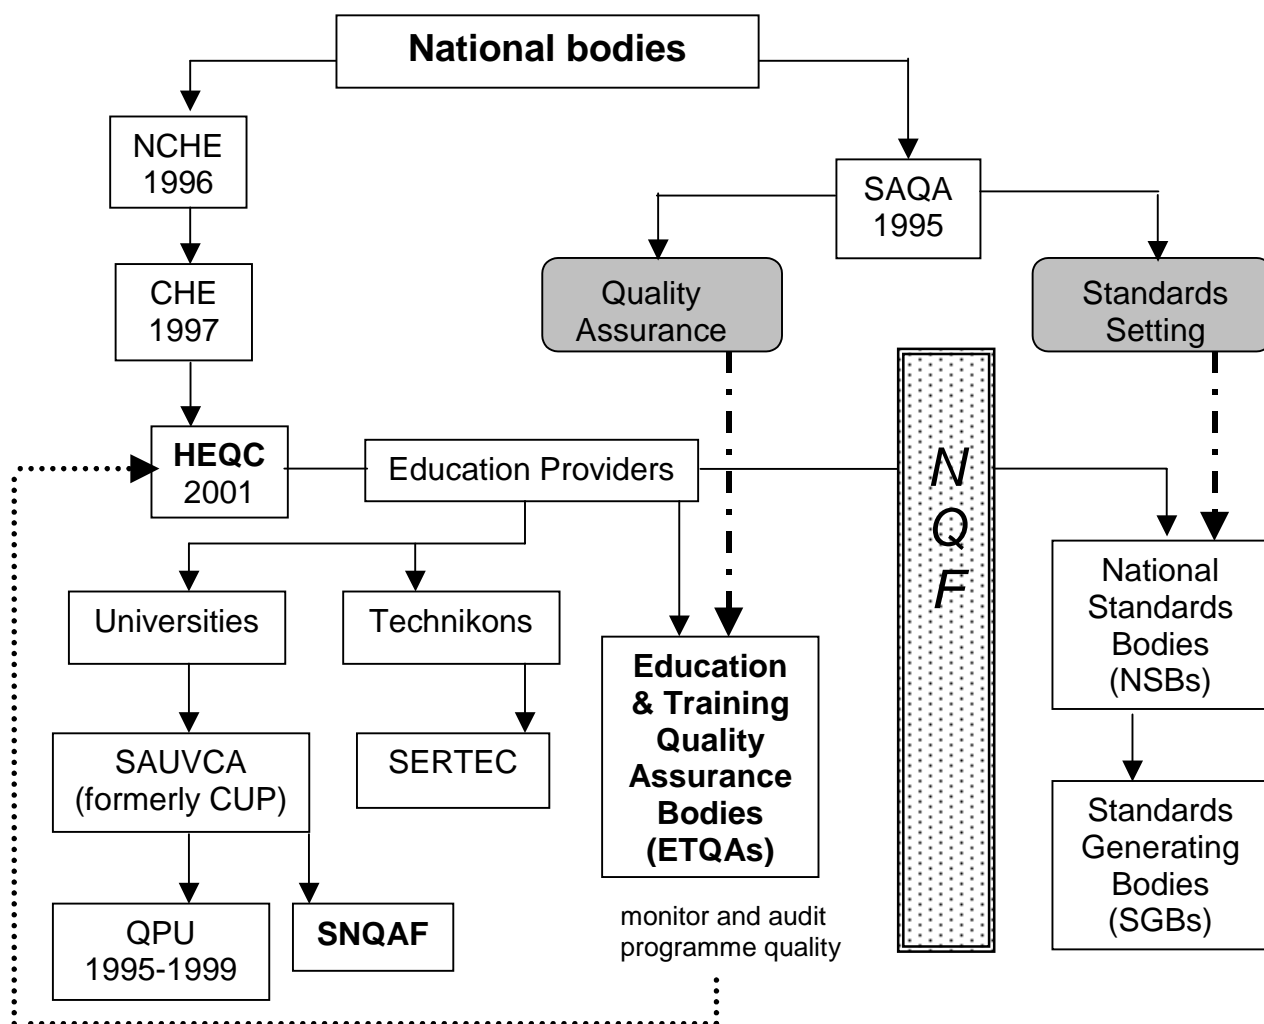 National bodies
NCHE
1996
SAQA
1995
CHE
1997
Quality
Assurance
Standards
Setting
HEQC
2001
Education Providers
N
Q
F
Universities
Technikons
National
Standards
Bodies
(NSBs)
Education
& Training
Quality
Assurance
Bodies
(ETQAs)
SAUVCA
(formerly CUP)
SERTEC
Standards
Generating
Bodies
(SGBs)
QPU
1995-1999
SNQAF
monitor and audit
programme quality